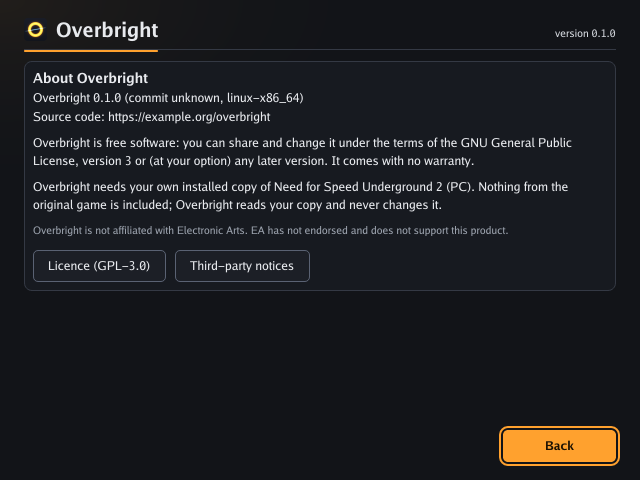 Overbright
version 0.1.0
About Overbright
Overbright 0.1.0 (commit unknown, linux-x86_64)
Source code: https://example.org/overbright
Overbright is free software: you can share and change it under the terms of the GNU General Public
License, version 3 or (at your option) any later version. It comes with no warranty.
Overbright needs your own installed copy of Need for Speed Underground 2 (PC). Nothing from the
original game is included; Overbright reads your copy and never changes it.
Overbright is not affiliated with Electronic Arts. EA has not endorsed and does not support this product.
Licence (GPL-3.0)
Third-party notices
Back